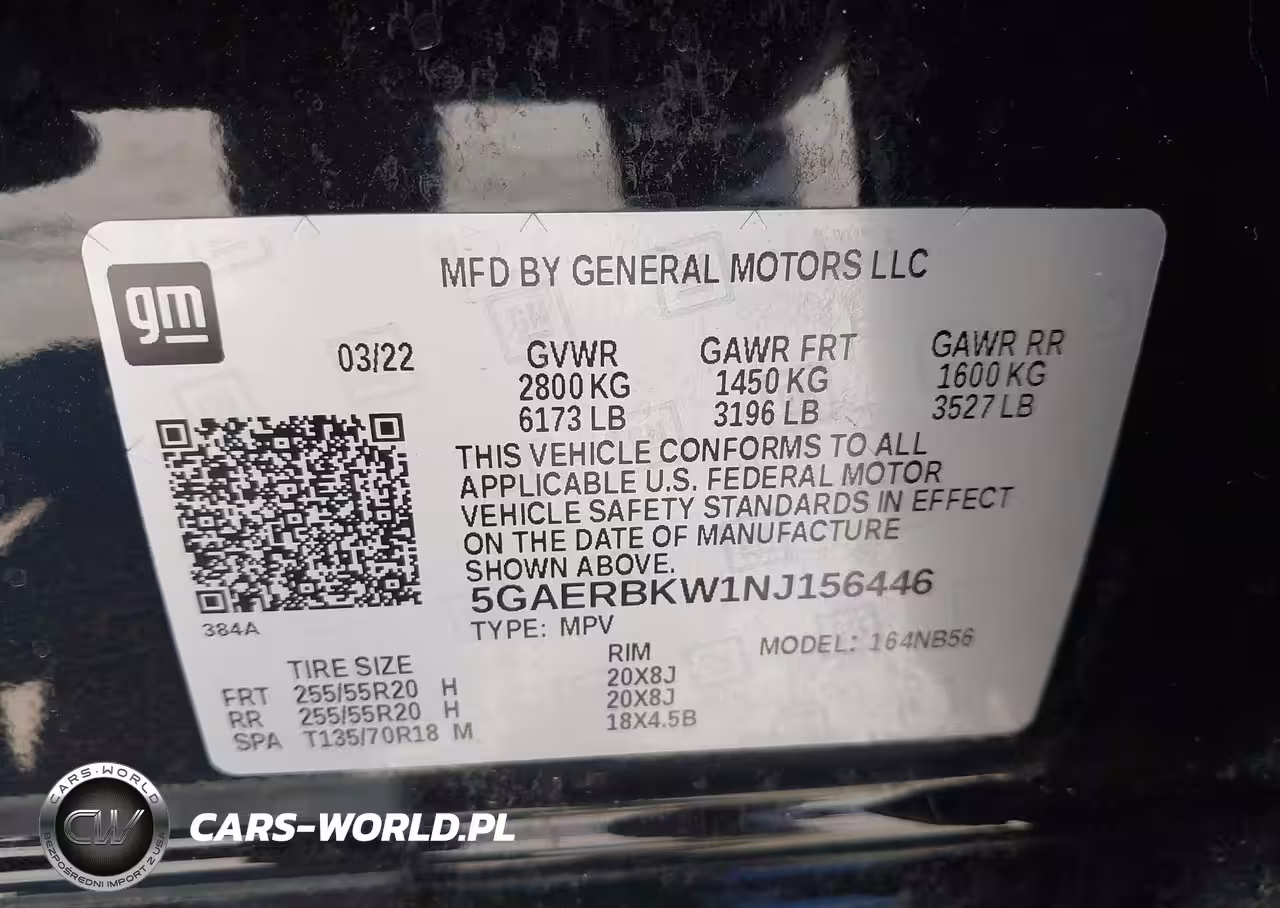 MFD BY GENERAL MOTORS LLC
gm
03/22
GVWR GAWR FRT GAWR RR
2800 KG 1450 KG 1600 KG
6173 LB 3196 LB 3527 LB
THIS VEHICLE CONFORMS TO ALL
APPLICABLE U.S. FEDERAL MOTOR
VEHICLE SAFETY STANDARDS IN EFFECT
ON THE DATE OF MANUFACTURE
SHOWN ABOVE.
5GAERBKW1NJ156446
384A
TYPE: MPV
MODEL: 164NB56
TIRE SIZE RIM
FRT 255/55R20 H 20X8J
RR 255/55R20 H 20X8J
SPA T135/70R18 M 18X4.5B
CARS-WORLD
CW
BEZPOŚREDNI IMPORT Z USA
CARS-WORLD.PL